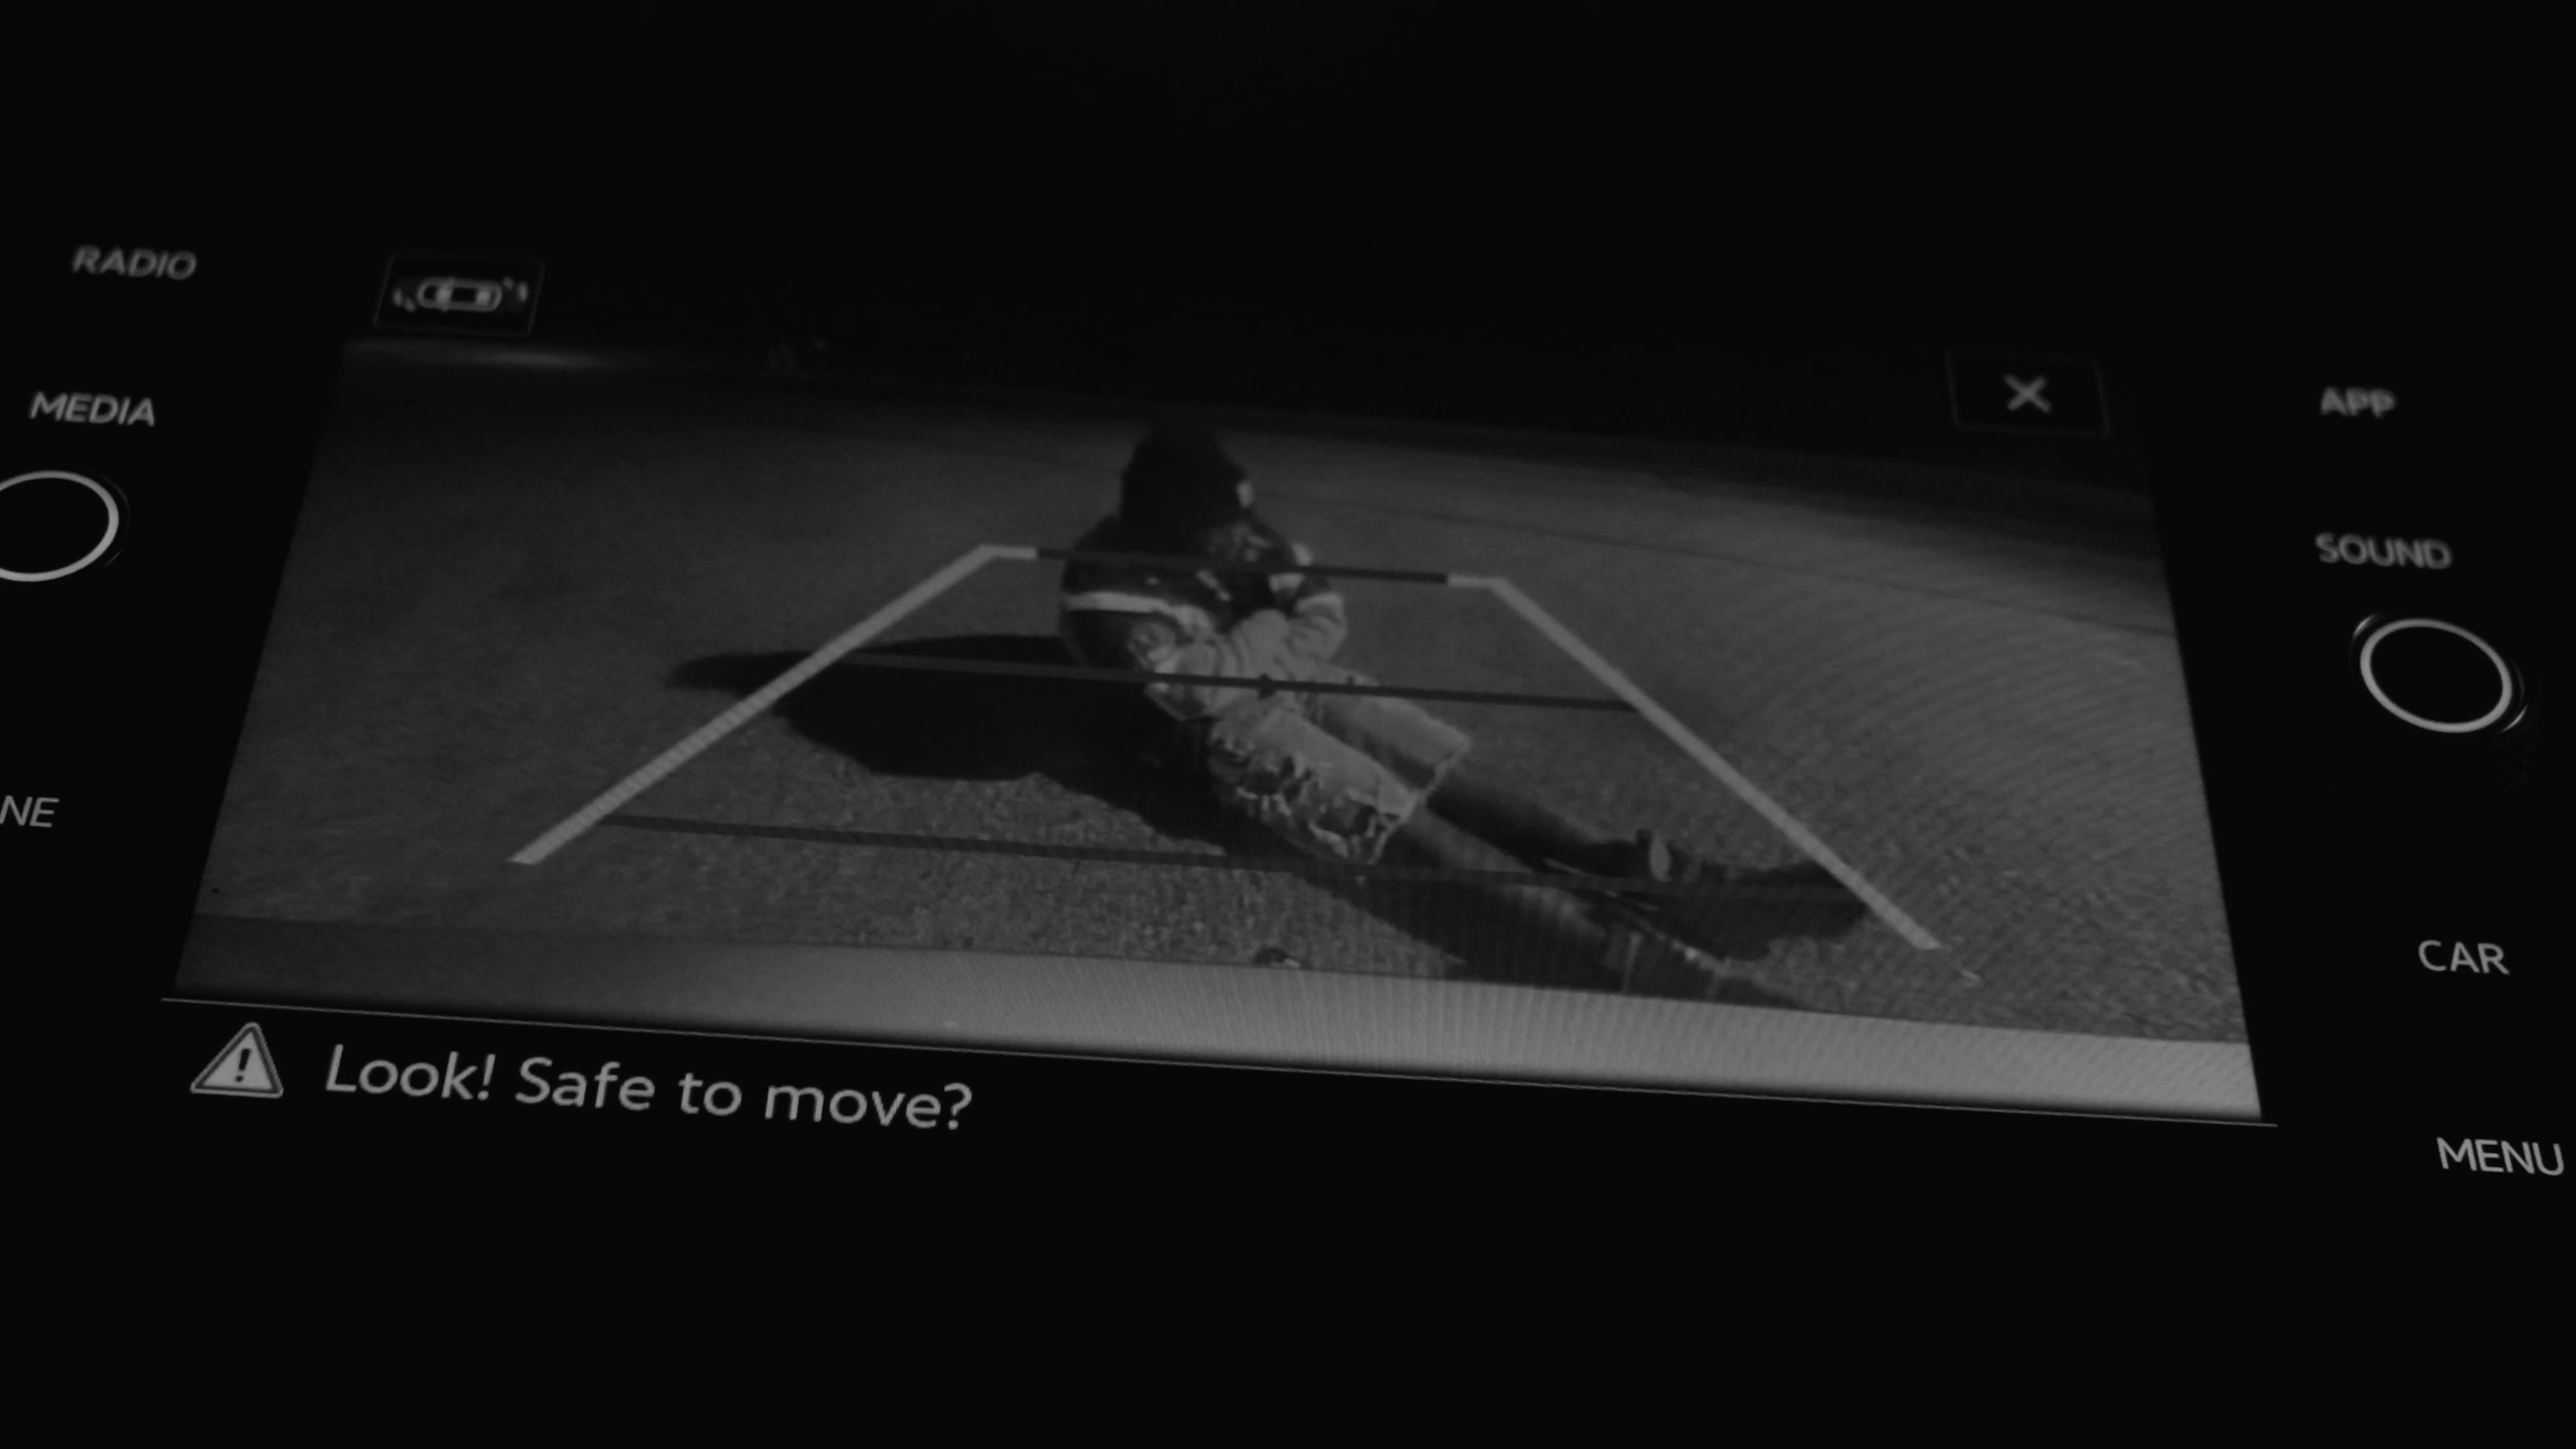 RADIO
MEDIA
NE
APP
SOUND
CAR
MENU
Look! Safe to move?